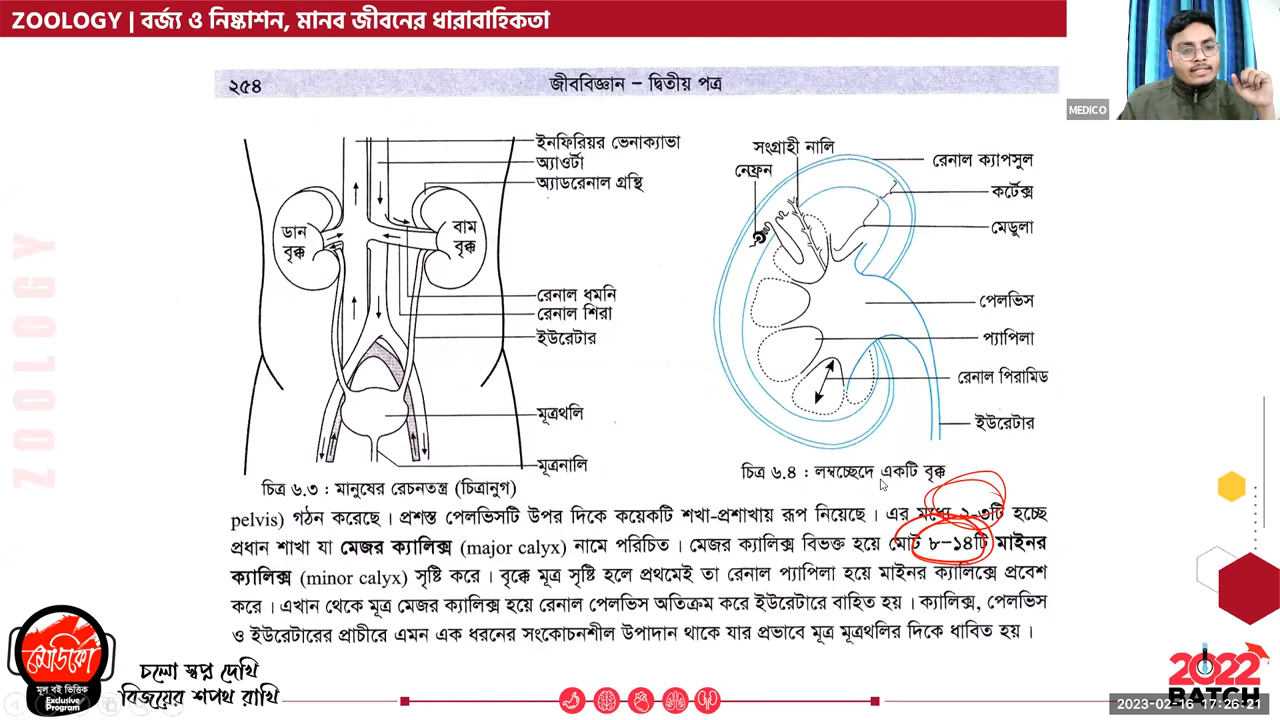 ZOOLOGY | বর্জ্য ও নিষ্কাশন, মানব জীবনের ধারাবাহিকতা
MEDICO
২৫৪
জীববিজ্ঞান – দ্বিতীয় পত্র
ইনফিরিয়র ভেনাক্যাভা
অ্যাওর্টা
অ্যাডরেনাল গ্রন্থি
ডান
বৃক্ক
বাম
বৃক্ক
রেনাল ধমনি
রেনাল শিরা
ইউরেটার
মূত্রথলি
মূত্রনালি
চিত্র ৬.৩ : মানুষের রেচনতন্ত্র (চিত্রানুগ)
সংগ্রাহী নালি
নেফ্রন
রেনাল ক্যাপসুল
কর্টেক্স
মেডুলা
পেলভিস
প্যাপিলা
রেনাল পিরামিড
ইউরেটার
চিত্র ৬.৪ : লম্বচ্ছেদে একটি বৃক্ক
pelvis) গঠন করেছে। প্রশস্ত পেলভিসটি উপর দিকে কয়েকটি শখা-প্রশাখায় রূপ নিয়েছে। এর মধ্যে ২-৩টি হচ্ছে
প্রধান শাখা যা মেজর ক্যালিক্স (major calyx) নামে পরিচিত। মেজর ক্যালিক্স বিভক্ত হয়ে মোট ৮–১৪টি মাইনর
ক্যালিক্স (minor calyx) সৃষ্টি করে। বৃক্কে মূত্র সৃষ্টি হলে প্রথমেই তা রেনাল প্যাপিলা হয়ে মাইনর ক্যালিক্সে প্রবেশ
করে। এখান থেকে মূত্র মেজর ক্যালিক্স হয়ে রেনাল পেলভিস অতিক্রম করে ইউরেটারে বাহিত হয়। ক্যালিক্স, পেলভিস
ও ইউরেটারের প্রাচীরে এমন এক ধরনের সংকোচনশীল উপাদান থাকে যার প্রভাবে মূত্র মূত্রথলির দিকে ধাবিত হয়।
ZOOLOGY
মেডিকো
মূল বই ভিত্তিক
Exclusive
Program
চলো স্বপ্ন দেখি
বিজয়ের শপথ রাখি
2022
BATCH
2023-02-16 17:26:21